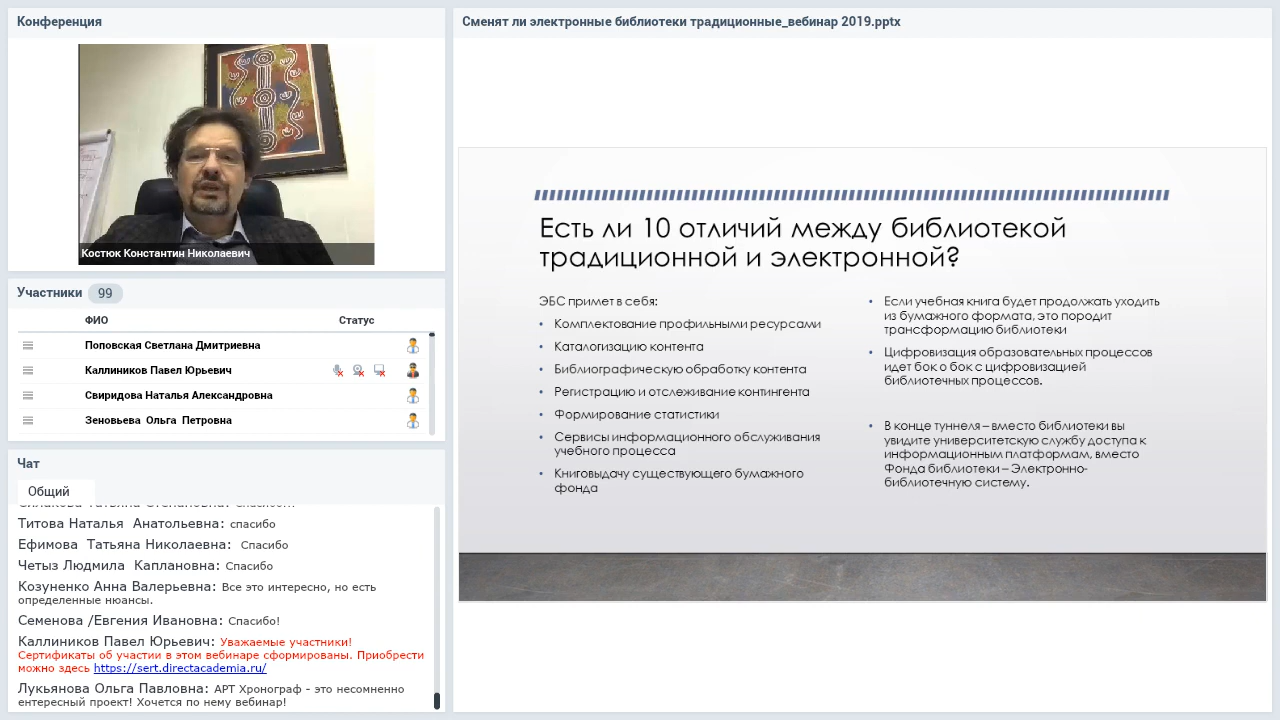 Конференция
Костюк Константин Николаевич
Участники 99
ФИО Статус
Поповская Светлана Дмитриевна
Каллиников Павел Юрьевич
Свиридова Наталья Александровна
Зеновьева Ольга Петровна
Чат
Общий
Титова Наталья Анатольевна: спасибо
Ефимова Татьяна Николаевна: Спасибо
Четыз Людмила Каплановна: Спасибо
Козуненко Анна Валерьевна: Все это интересно, но есть
определенные нюансы.
Семенова /Евгения Ивановна: Спасибо!
Каллиников Павел Юрьевич: Уважаемые участники!
Сертификаты об участии в этом вебинаре сформированы. Приобрести
можно здесь https://sert.directacademia.ru/
Лукьянова Ольга Павловна: АРТ Хронограф - это несомненно
ентересный проект! Хочется по нему вебинар!
Сменят ли электронные библиотеки традиционные_вебинар 2019.pptx
Есть ли 10 отличий между библиотекой
традиционной и электронной?
ЭБС примет в себя:
• Комплектование профильными ресурсами
• Каталогизацию контента
• Библиографическую обработку контента
• Регистрацию и отслеживание контингента
• Формирование статистики
• Сервисы информационного обслуживания
учебного процесса
• Книговыдачу существующего бумажного
фонда
• Если учебная книга будет продолжать уходить
из бумажного формата, это породит
трансформацию библиотеки
• Цифровизация образовательных процессов
идет бок о бок с цифровизацией
библиотечных процессов.
• В конце туннеля – вместо библиотеки вы
увидите университетскую службу доступа к
информационным платформам, вместо
Фонда библиотеки – Электронно-
библиотечную систему.